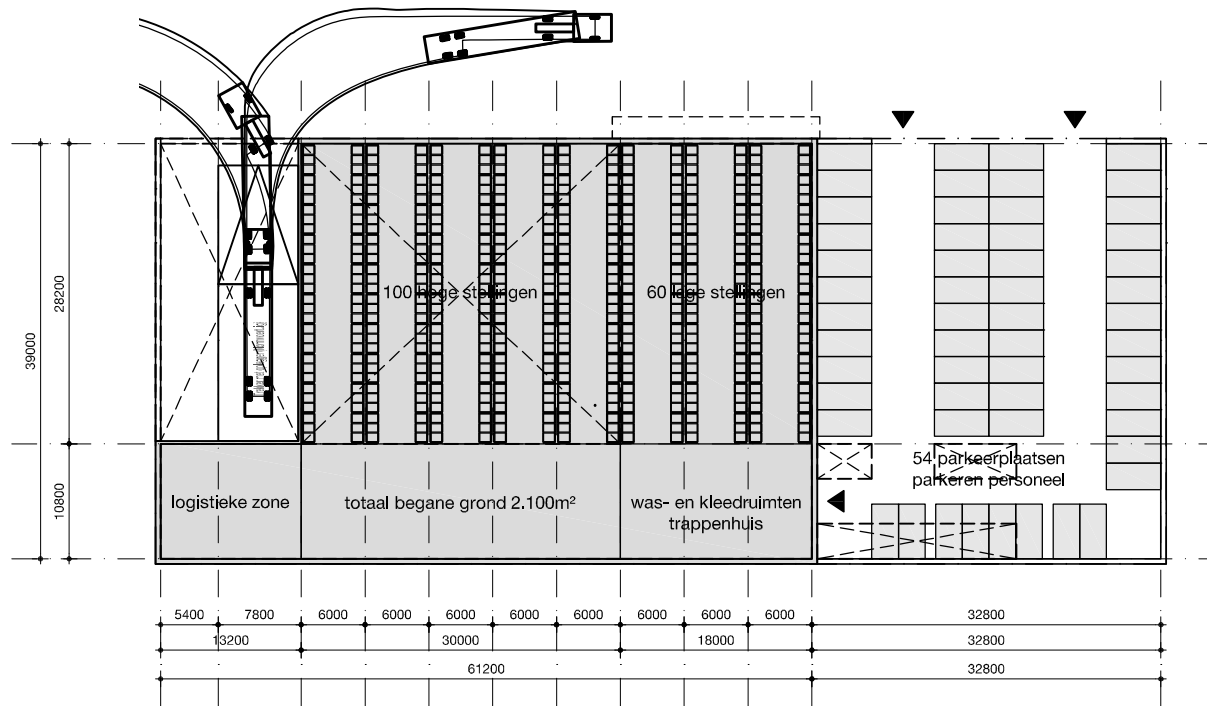 100 hoge stellingen
60 lage stellingen
28200
39000
10800
54 parkeerplaatsen
parkeren personeel
logistieke zone
totaal begane grond 2.100m²
was- en kleedruimten
trappenhuis
5400 7800 6000 6000 6000 6000 6000 6000 6000 6000 32800
13200 30000 18000 32800
61200 32800